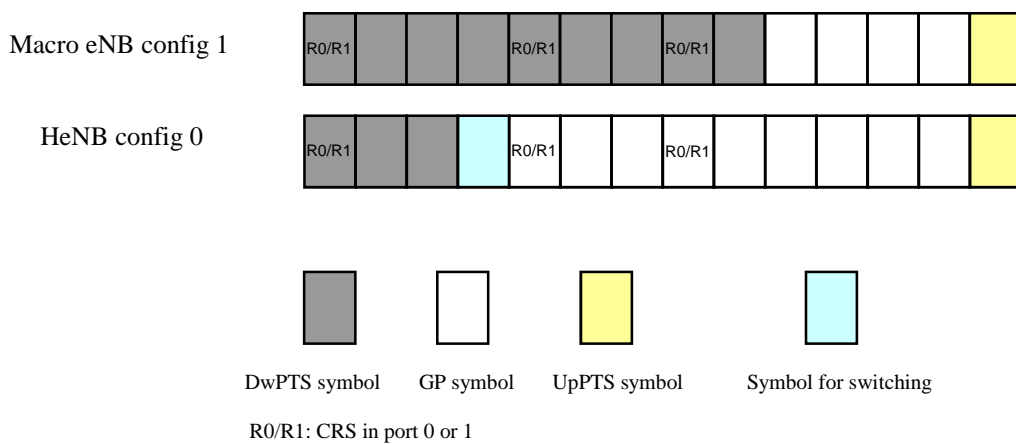 Macro eNB config 1
R0/R1 R0/R1 R0/R1
HeNB config 0
R0/R1 R0/R1 R0/R1
DwPTS symbol GP symbol UpPTS symbol Symbol for switching
R0/R1: CRS in port 0 or 1